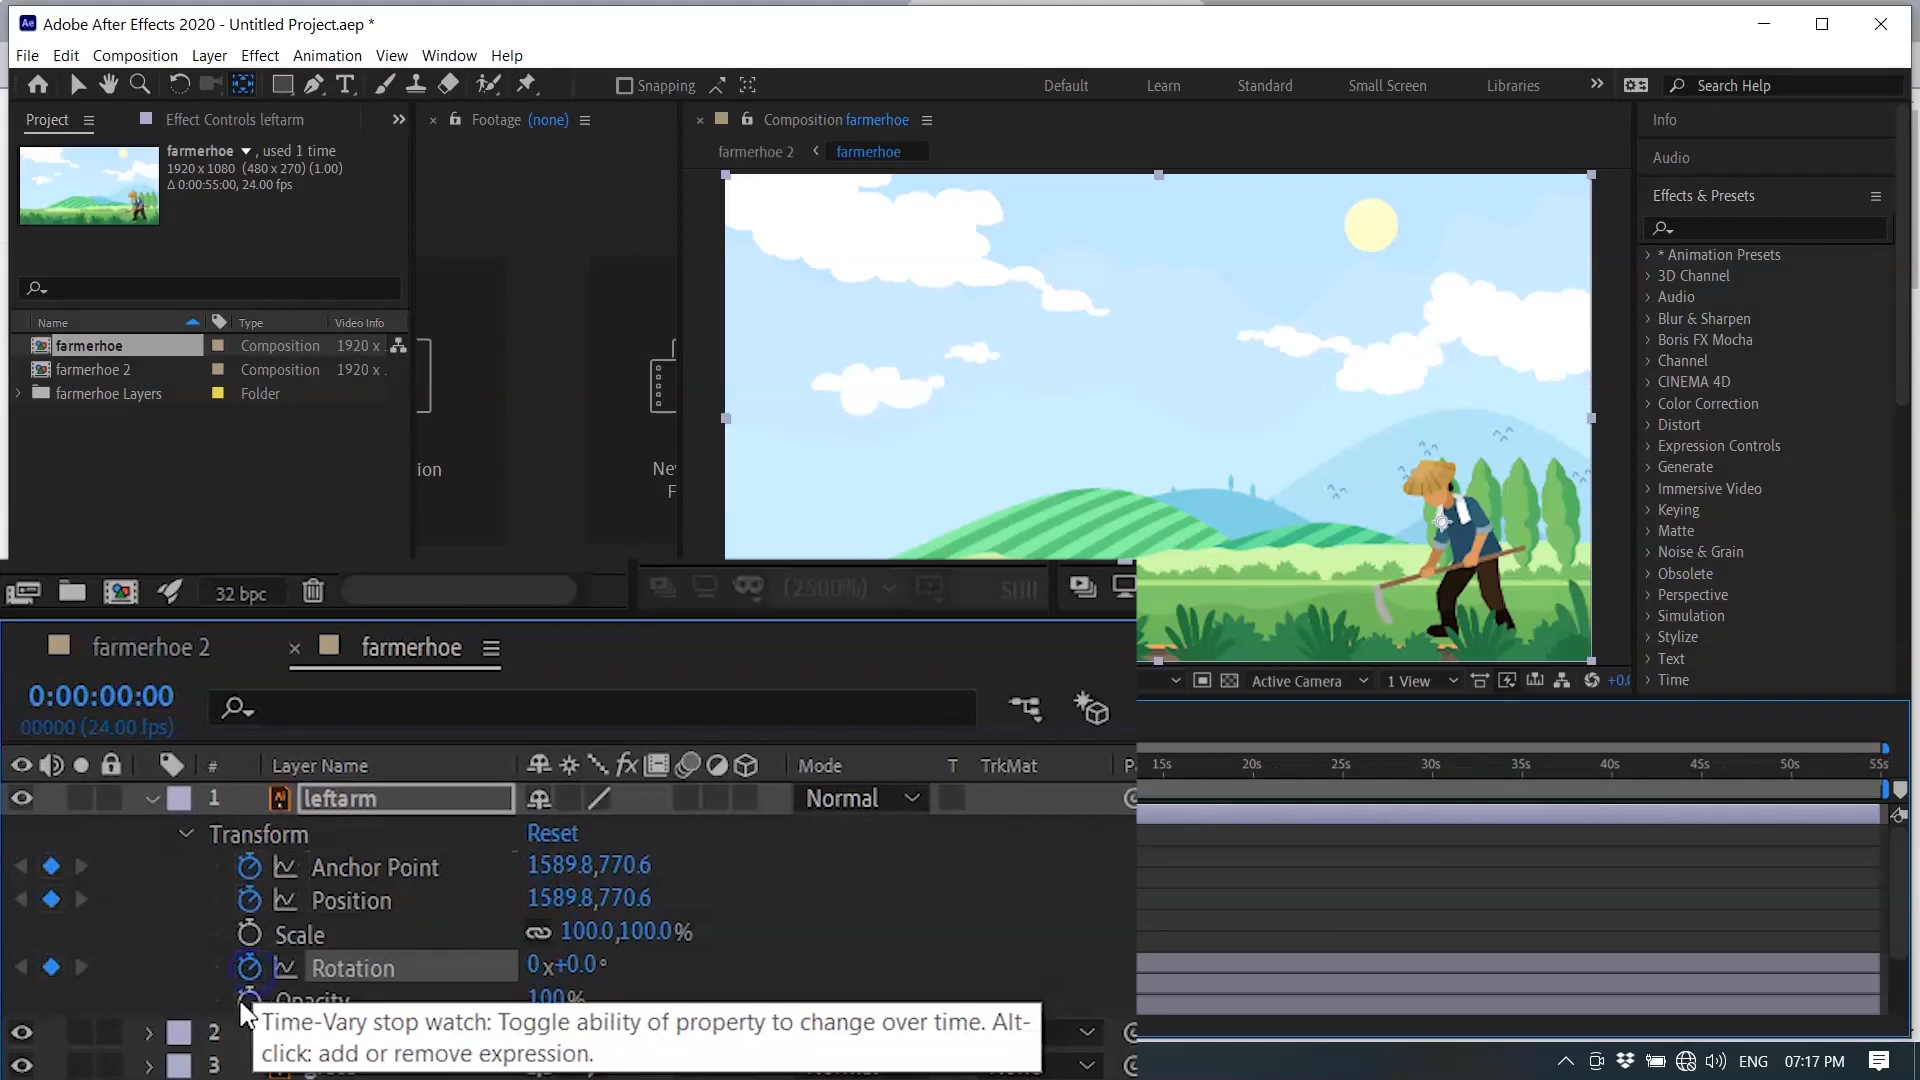 Adobe After Effects 2020 - Untitled Project.aep *
File Edit Composition Layer Effect Animation View Window Help
Snapping Default Learn Standard Small Screen Libraries Search Help
Project Effect Controls leftarm Footage (none) Composition farmerhoe
farmerhoe , used 1 time
1920 x 1080 (480 x 270) (1.00)
Δ 0:00:55:00, 24.00 fps
farmerhoe 2 farmerhoe
Name Type Video Info
farmerhoe Composition 1920 x
farmerhoe 2 Composition 1920 x
farmerhoe Layers Folder
ion
Ne
F
Info
Audio
Effects & Presets
* Animation Presets
3D Channel
Audio
Blur & Sharpen
Boris FX Mocha
Channel
CINEMA 4D
Color Correction
Distort
Expression Controls
Generate
Immersive Video
Keying
Matte
Noise & Grain
Obsolete
Perspective
Simulation
Stylize
Text
Time
32 bpc (2500%) Still
Active Camera 1 View +0.0
farmerhoe 2 farmerhoe
0:00:00:00
00000 (24.00 fps)
# Layer Name Mode T TrkMat P
15s 20s 25s 30s 35s 40s 45s 50s 55s
1 leftarm Normal
Transform Reset
Anchor Point 1589.8,770.6
Position 1589.8,770.6
Scale 100.0,100.0%
Rotation 0x+0.0°
Opacity 100%
2
3
Time-Vary stop watch: Toggle ability of property to change over time. Alt-
click: add or remove expression.
ENG 07:17 PM